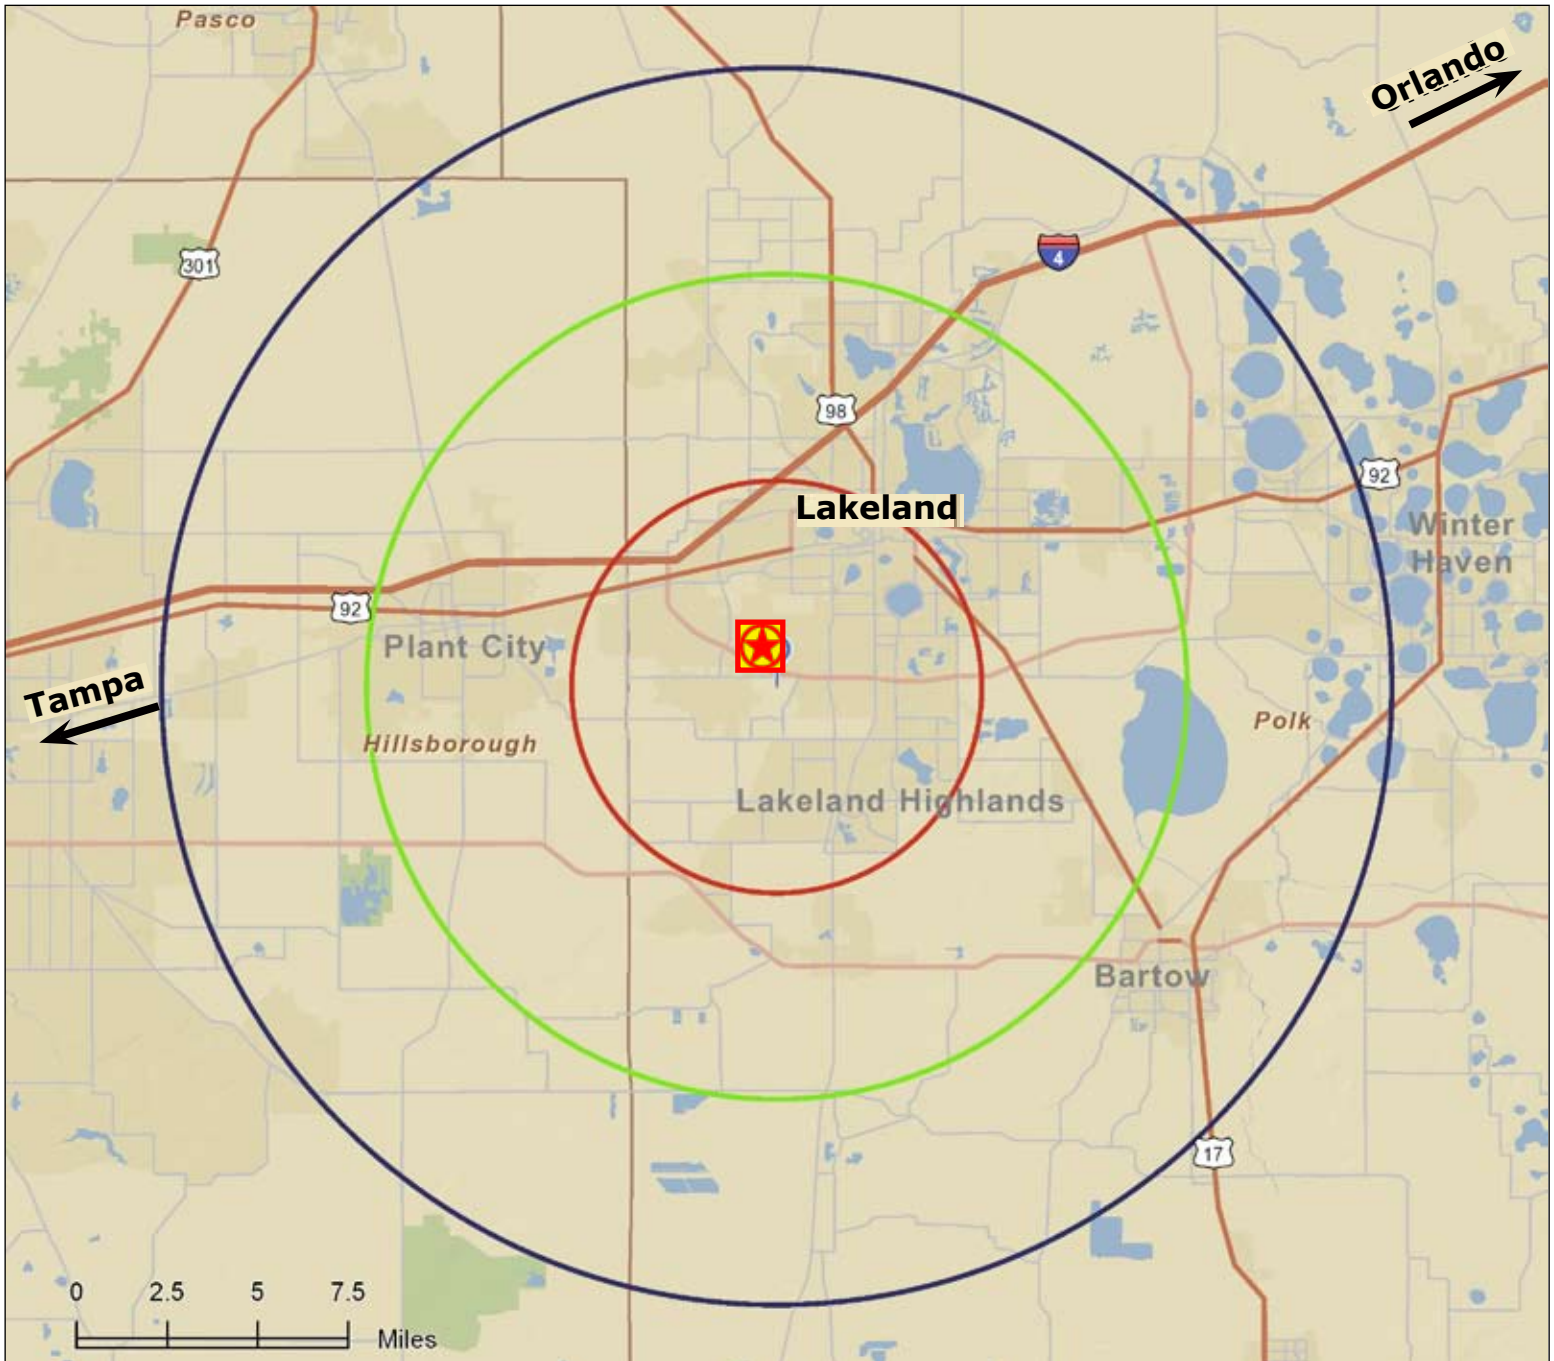 Pasco
Orlando
301
4
98
Lakeland
92
Winter
Haven
92
Plant City
Tampa
Hillsborough
Polk
Lakeland Highlands
Bartow
17
0 2.5 5 7.5
Miles